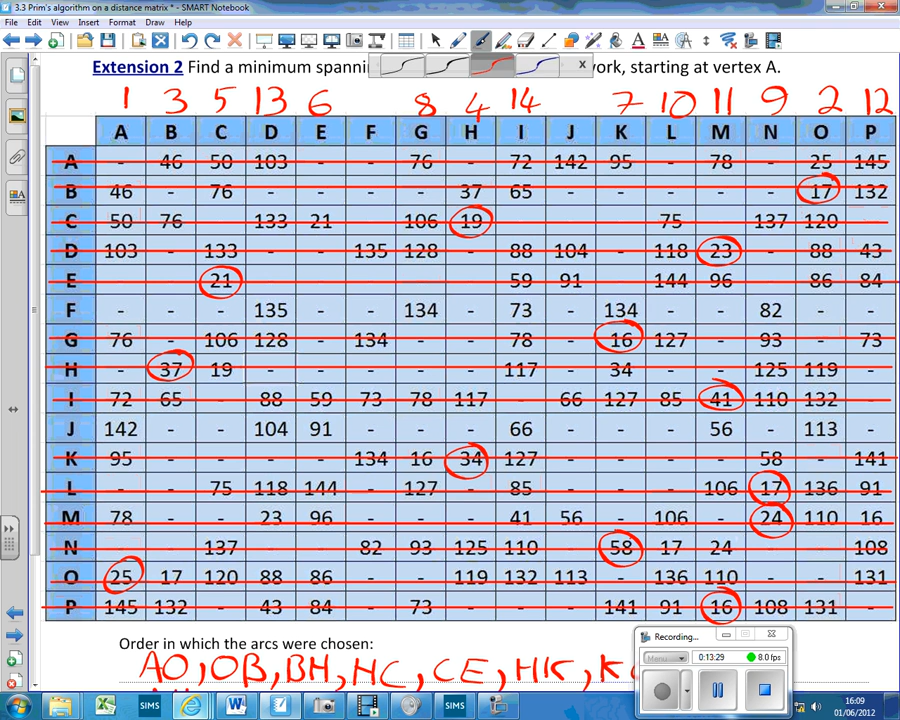 3.3 Prim's algorithm on a distance matrix * - SMART Notebook
File Edit View Insert Format Draw Tools Help
Extension 2 Find a minimum spanni x work, starting at vertex A.
1 3 5 13 6 8 4 14 7 10 11 9 2 12
A B C D E F G H I J K L M N O P
A - 46 50 103 - - 76 - 72 142 95 - 78 - 25 145
B 46 - 76 - - - - 37 65 - - - - - 17 132
C 50 76 133 21 106 19 75 137 120
D 103 - 133 - - 135 128 - 88 104 - 118 23 - 88 43
E - - 21 59 91 144 96 86 84
F - - - 135 - - 134 - 73 - 134 - - 82 - -
G 76 - 106 128 - 134 - - 78 - 16 127 - 93 - 73
H - 37 19 - - - - - 117 - 34 - - 125 119 -
I 72 65 - 88 59 73 78 117 - 66 127 85 41 110 132 -
J 142 - - 104 91 - - - 66 - - - 56 - 113 -
K 95 - - - - 134 16 34 127 - - - - 58 - 141
L - - 75 118 144 - 127 - 85 - - - 106 17 136 91
M 78 - - 23 96 - - - 41 56 - 106 - 24 110 16
N 137 82 93 125 110 58 17 24 108
O 25 17 120 88 86 - - 119 132 113 - 136 110 - - 131
P 145 132 - 43 84 - 73 - - - 141 91 16 108 131 -
Order in which the arcs were chosen:
AO, OB, BH, HC, CE, HK, K
Recording...
Menu
0:13:29 8.0 fps
SIMS SIMS
16:09
01/06/2012